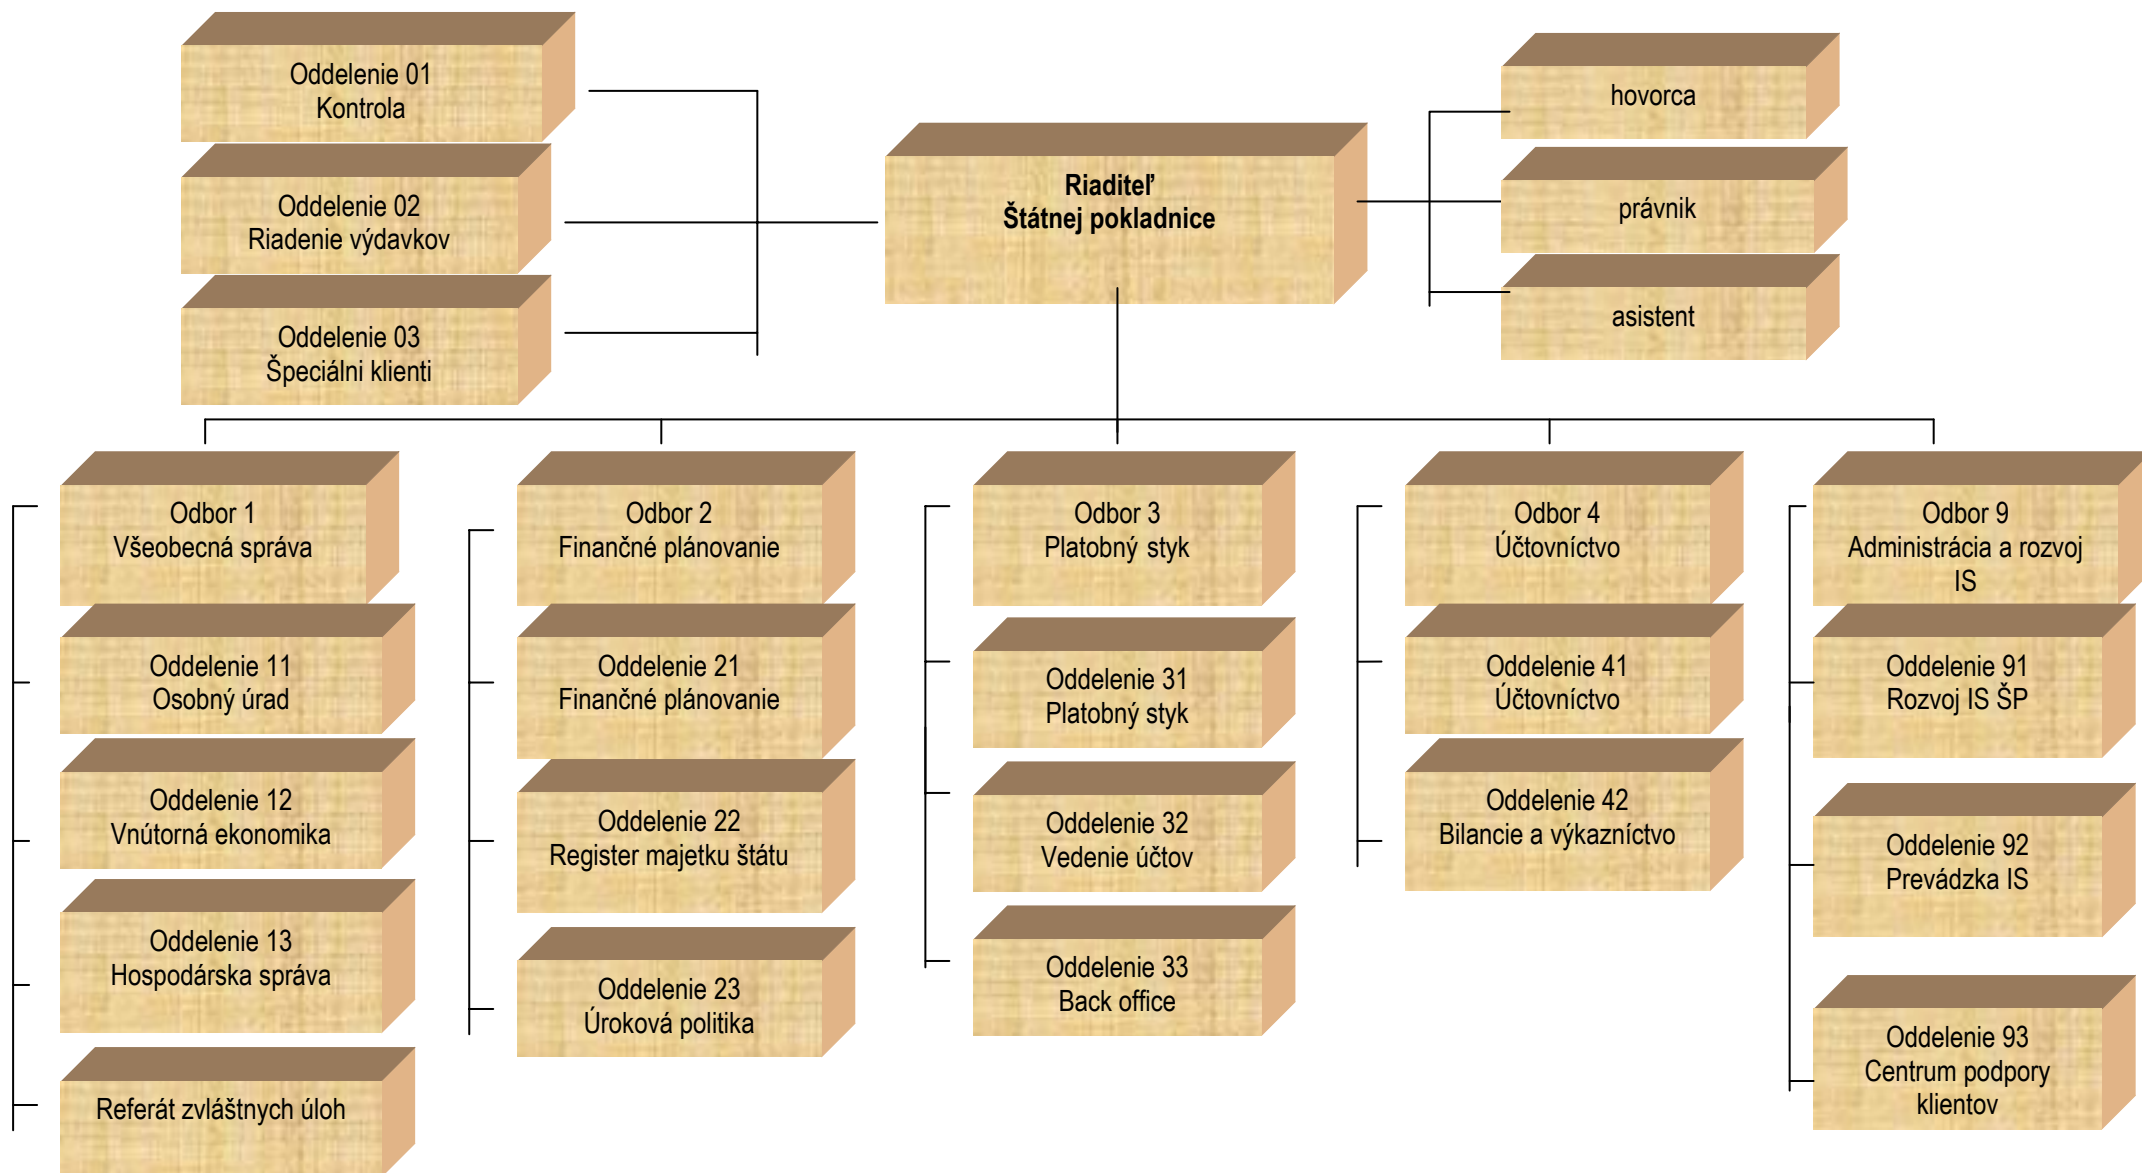 Oddelenie 01
Kontrola
Oddelenie 02
Riadenie výdavkov
Oddelenie 03
Špeciálni klienti
Riaditeľ
Štátnej pokladnice
hovorca
právnik
asistent
Odbor 1
Všeobecná správa
Oddelenie 11
Osobný úrad
Oddelenie 12
Vnútorná ekonomika
Oddelenie 13
Hospodárska správa
Referát zvláštnych úloh
Odbor 2
Finančné plánovanie
Oddelenie 21
Finančné plánovanie
Oddelenie 22
Register majetku štátu
Oddelenie 23
Úroková politika
Odbor 3
Platobný styk
Oddelenie 31
Platobný styk
Oddelenie 32
Vedenie účtov
Oddelenie 33
Back office
Odbor 4
Účtovníctvo
Oddelenie 41
Účtovníctvo
Oddelenie 42
Bilancie a výkazníctvo
Odbor 9
Administrácia a rozvoj
IS
Oddelenie 91
Rozvoj IS ŠP
Oddelenie 92
Prevádzka IS
Oddelenie 93
Centrum podpory
klientov